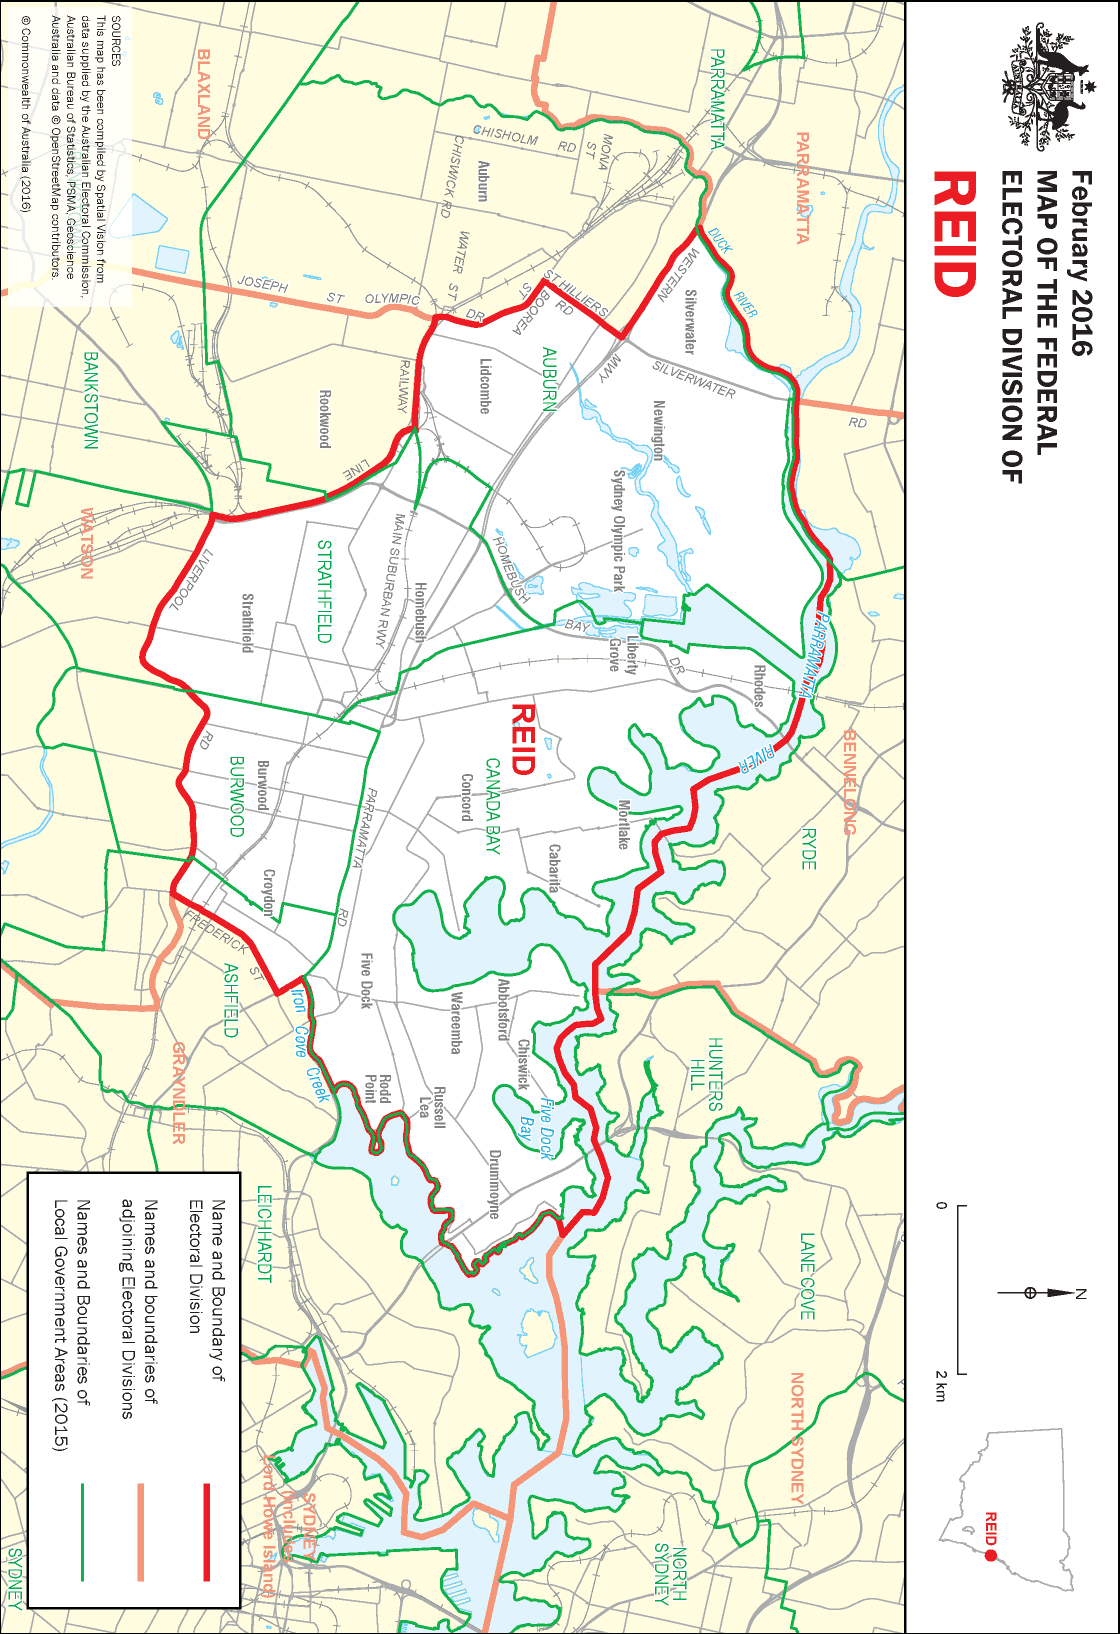 February 2016
MAP OF THE FEDERAL
ELECTORAL DIVISION OF
REID
N
0
2 km
REID
PARRAMATTA
PARRAMATTA
BLAXLAND
CHISHOLM
RD
MONA
ST
CHISWICK RD
Auburn
WATER ST
DUCK
RIVER
WESTERN
Silverwater
SILVERWATER
RD
ST HILLIERS
RD
BOOREA
ST
MWY
JOSEPH
ST
OLYMPIC
DR
AUBURN
Lidcombe
Newington
RAILWAY
Rookwood
LINE
BANKSTOWN
WATSON
Sydney Olympic Park
HOMEBUSH
BAY
DR
Liberty
Grove
Rhodes
PARRAMATTA
RIVER
BENNELONG
RYDE
MAIN SUBURBAN RWY
Homebush
STRATHFIELD
Strathfield
LIVERPOOL
RD
REID
CANADA BAY
Concord
Mortlake
Cabarita
BURWOOD
Burwood
PARRAMATTA
RD
Croydon
FREDERICK
ST
ASHFIELD
Five Dock
Iron Cove Creek
Abbotsford
Wareemba
Chiswick
Five Dock
Bay
Rodd
Point
Russell
Lea
Drummoyne
HUNTERS
HILL
LANE COVE
NORTH SYDNEY
NORTH
SYDNEY
GRAYNDLER
LEICHHARDT
SYDNEY
(includes
Lord Howe Island)
SYDNEY
Name and Boundary of
Electoral Division
Names and boundaries of
adjoining Electoral Divisions
Names and Boundaries of
Local Government Areas (2015)
SOURCES
This map has been compiled by Spatial Vision from
data supplied by the Australian Electoral Commission,
Australian Bureau of Statistics, PSMA, Geoscience
Australia and data © OpenStreetMap contributors.
© Commonwealth of Australia (2016)